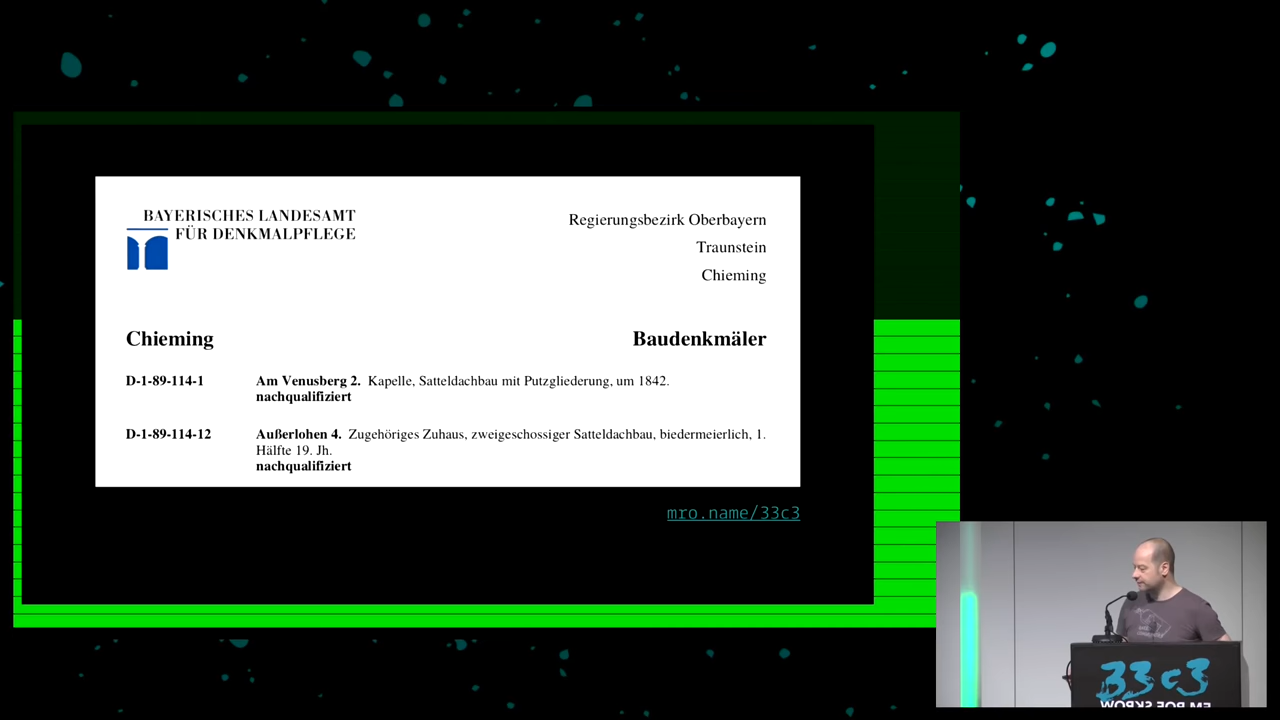 BAYERISCHES LANDESAMT
FÜR DENKMALPFLEGE
Regierungsbezirk Oberbayern
Traunstein
Chieming
Chieming
Baudenkmäler
D-1-89-114-1
Am Venusberg 2. Kapelle, Satteldachbau mit Putzgliederung, um 1842.
nachqualifiziert
D-1-89-114-12
Außerlohen 4. Zugehöriges Zuhaus, zweigeschossiger Satteldachbau, biedermeierlich, 1.
Hälfte 19. Jh.
nachqualifiziert
mro.name/33c3
33c3